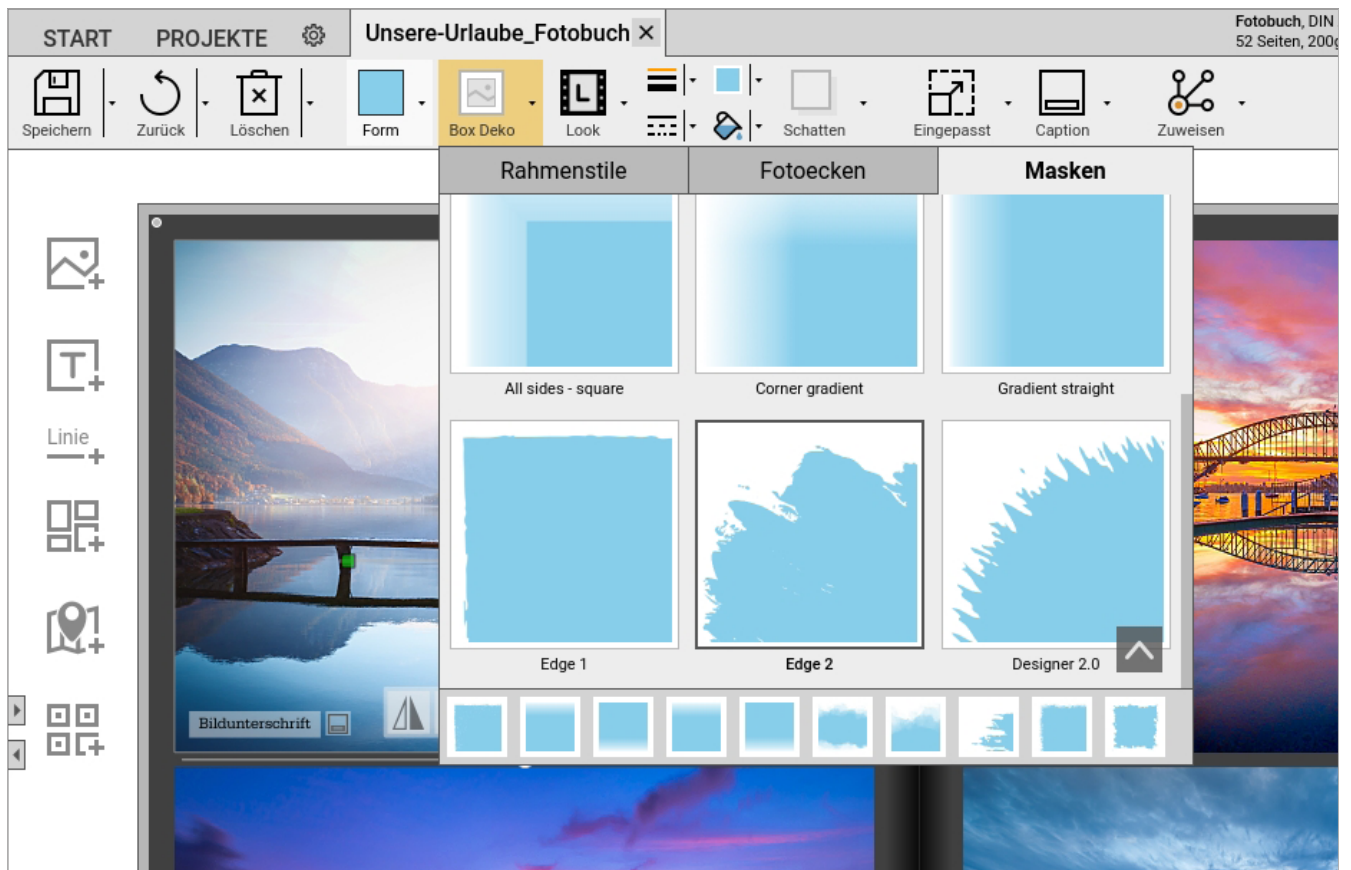 START PROJEKTE Unsere-Urlaube_Fotobuch
Fotobuch, DIN
52 Seiten, 200g
Speichern Zurück Löschen Form Box Deko L Look Schatten Eingepasst Caption Zuweisen
Rahmenstile Fotoecken Masken
All sides - square Corner gradient Gradient straight
T
Linie
Edge 1 Edge 2 Designer 2.0
Bildunterschrift